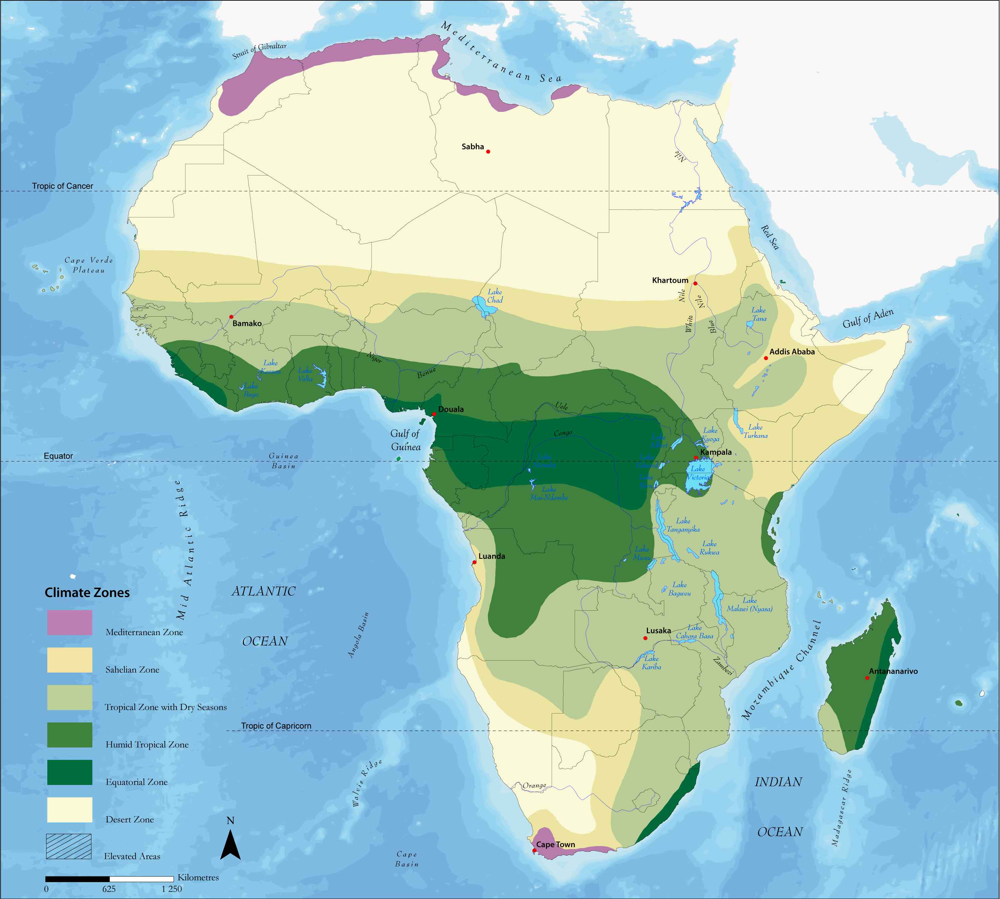 Mediterranean Sea
Strait of Gibraltar
Sabha
Nile
Tropic of Cancer
Red Sea
Cape Verde
Plateau
Khartoum
Nile
Nile
White
Blue
Lake
Chad
Lake
Tana
Gulf of Aden
Bamako
Addis Ababa
Niger
Benue
Lake
Kossou
Lake
Volta
Lake
Buyo
Douala
Uele
Congo
Gulf of
Guinea
Lake
Albert
Lake
Kyoga
Lake
Turkana
Kampala
Equator
Guinea
Basin
Lake
Lake
Edward
Lake
Victoria
Lake
Lake
Mai-Ndombe
Mid Atlantic Ridge
Lake
Tanganyika
Lake
Rukwa
Lake
Mweu
Luanda
Lake
Bagweu
Lake
Malawi (Nyasa)
ATLANTIC
OCEAN
Angola Basin
Lusaka
Lake
Cahora Basa
Lake
Kariba
Zambezi
Mozambique Channel
Antananarivo
Tropic of Capricorn
Walvis Ridge
Orange
INDIAN
OCEAN
Madagascar Ridge
Cape Town
Cape
Basin
Climate Zones
Mediterranean Zone
Sahelian Zone
Tropical Zone with Dry Seasons
Humid Tropical Zone
Equatorial Zone
Desert Zone
Elevated Areas
N
Kilometres
0 625 1 250